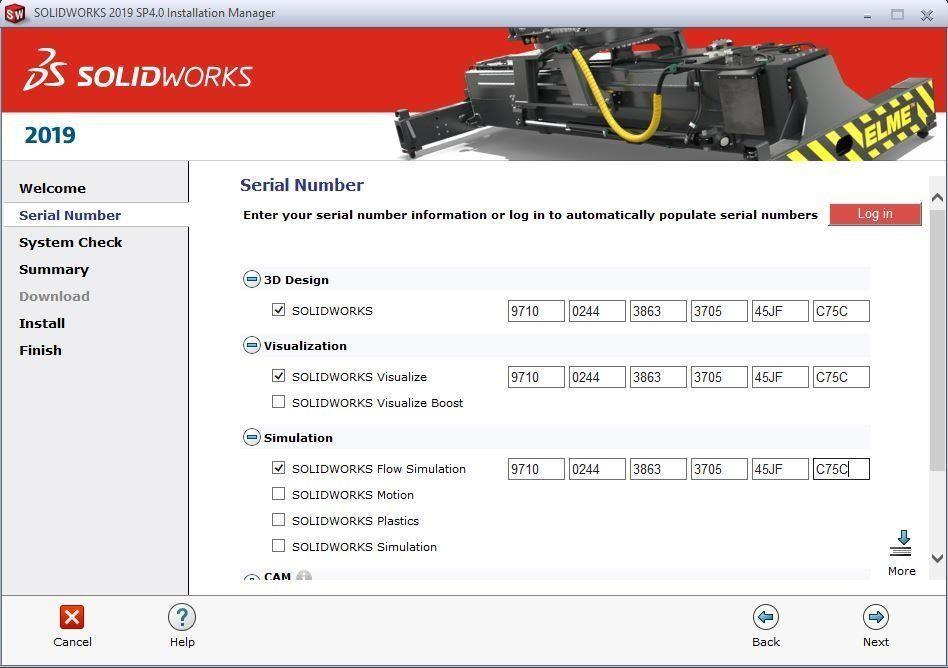 SW SOLIDWORKS 2019 SP4.0 Installation Manager
SOLIDWORKS
ELME
2019
Welcome
Serial Number
System Check
Summary
Download
Install
Finish
Serial Number
Enter your serial number information or log in to automatically populate serial numbers Log in
3D Design
SOLIDWORKS 9710 0244 3863 3705 45JF C75C
Visualization
SOLIDWORKS Visualize 9710 0244 3863 3705 45JF C75C
SOLIDWORKS Visualize Boost
Simulation
SOLIDWORKS Flow Simulation 9710 0244 3863 3705 45JF C75C
SOLIDWORKS Motion
SOLIDWORKS Plastics
SOLIDWORKS Simulation
CAM
More
Cancel Help Back Next